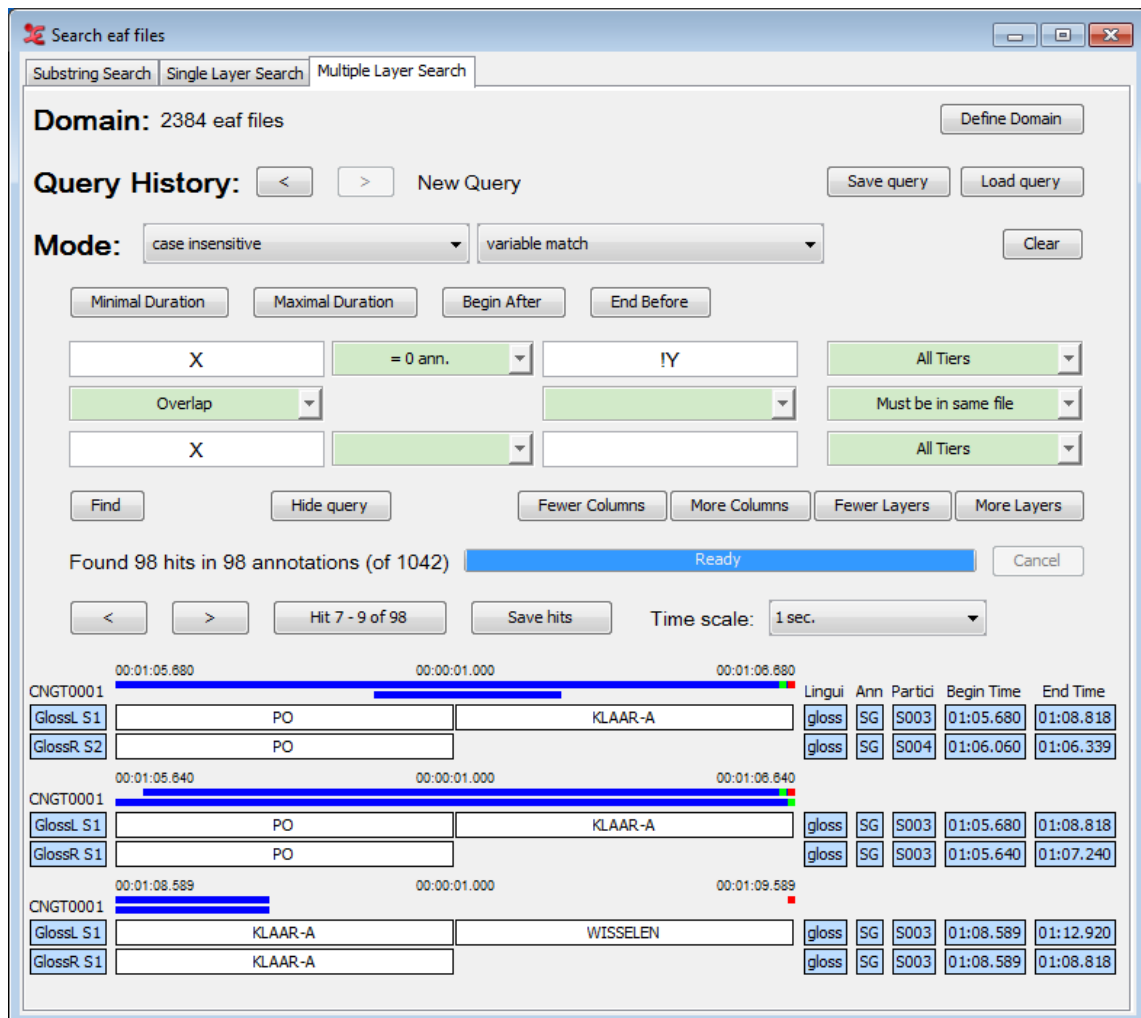 Search eaf files
Substring Search Single Layer Search Multiple Layer Search
Domain: 2384 eaf files Define Domain
Query History: < > New Query Save query Load query
Mode: case insensitive variable match Clear
Minimal Duration Maximal Duration Begin After End Before
X = 0 ann. !Y All Tiers
Overlap Must be in same file
X All Tiers
Find Hide query Fewer Columns More Columns Fewer Layers More Layers
Found 98 hits in 98 annotations (of 1042) Ready Cancel
< > Hit 7 - 9 of 98 Save hits Time scale: 1 sec.
00:01:05.680 00:00:01.000 00:01:06.680
CNGT0001 Lingui Ann Partici Begin Time End Time
GlossL S1 PO KLAAR-A gloss SG S003 01:05.680 01:08.818
GlossR S2 PO gloss SG S004 01:06.060 01:06.339
00:01:05.640 00:00:01.000 00:01:06.640
CNGT0001
GlossL S1 PO KLAAR-A gloss SG S003 01:05.680 01:08.818
GlossR S1 PO gloss SG S003 01:05.640 01:07.240
00:01:08.589 00:00:01.000 00:01:09.589
CNGT0001
GlossL S1 KLAAR-A WISSELEN gloss SG S003 01:08.589 01:12.920
GlossR S1 KLAAR-A gloss SG S003 01:08.589 01:08.818